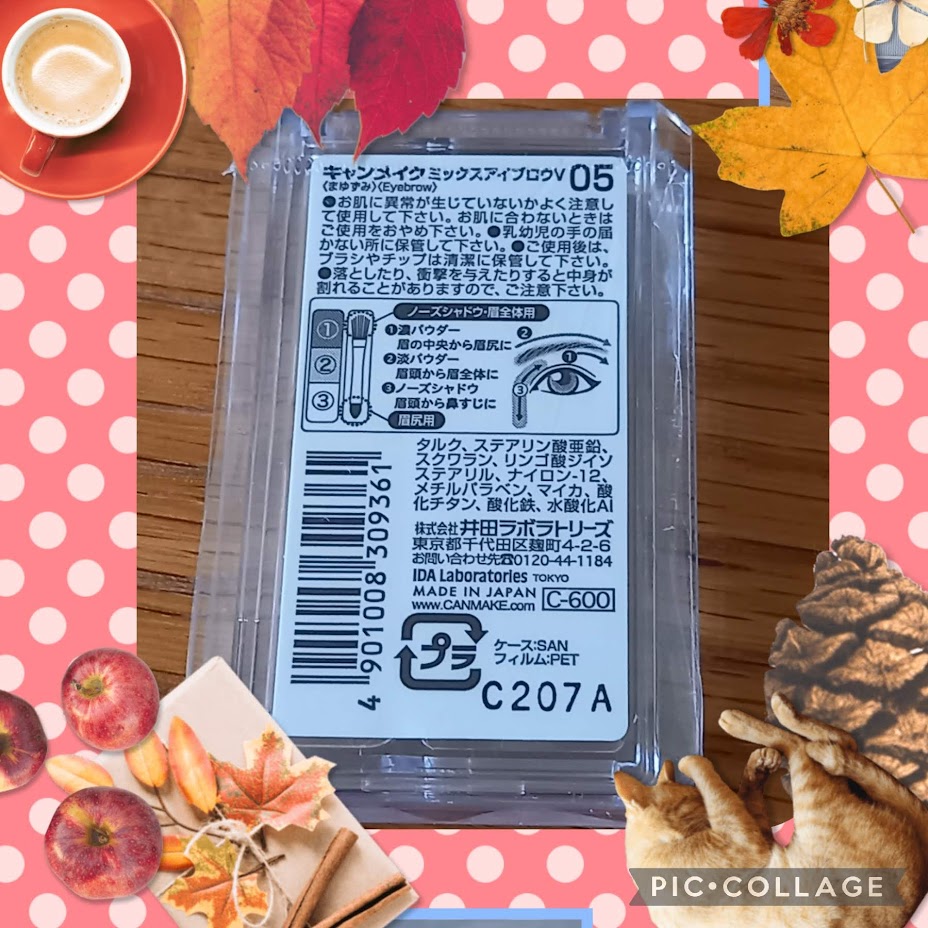 キャンメイク ミックスアイブロウV 05
〈まゆずみ〉〈Eyebrow〉
●お肌に異常が生じていないかよく注意し
て使用して下さい。お肌に合わないときは
ご使用をおやめ下さい。●乳幼児の手の届
かない所に保管して下さい。●ご使用後は、
ブラシやチップは清潔に保管して下さい。
●落としたり、衝撃を与えたりすると中身が
割れることがありますので、ご注意下さい。
ノーズシャドウ・眉全体用
① ② ③
❶濃パウダー
眉の中央から眉尻に
❷淡パウダー
眉頭から眉全体に
❸ノーズシャドウ
眉頭から鼻すじに
眉尻用
❷ ❶ ③
タルク、ステアリン酸亜鉛、
スクワラン、リンゴ酸ジイソ
ステアリル、ナイロン-12、
メチルパラベン、マイカ、酸
化チタン、酸化鉄、水酸化Al
株式会社 井田ラボラトリーズ
東京都千代田区麹町4-2-6
お問い合わせ先☎0120-44-1184
IDA Laboratories TOKYO
MADE IN JAPAN
www.CANMAKE.com C-600
4901008309361
プラ
ケース:SAN
フィルム:PET
C207A
PIC•COLLAGE